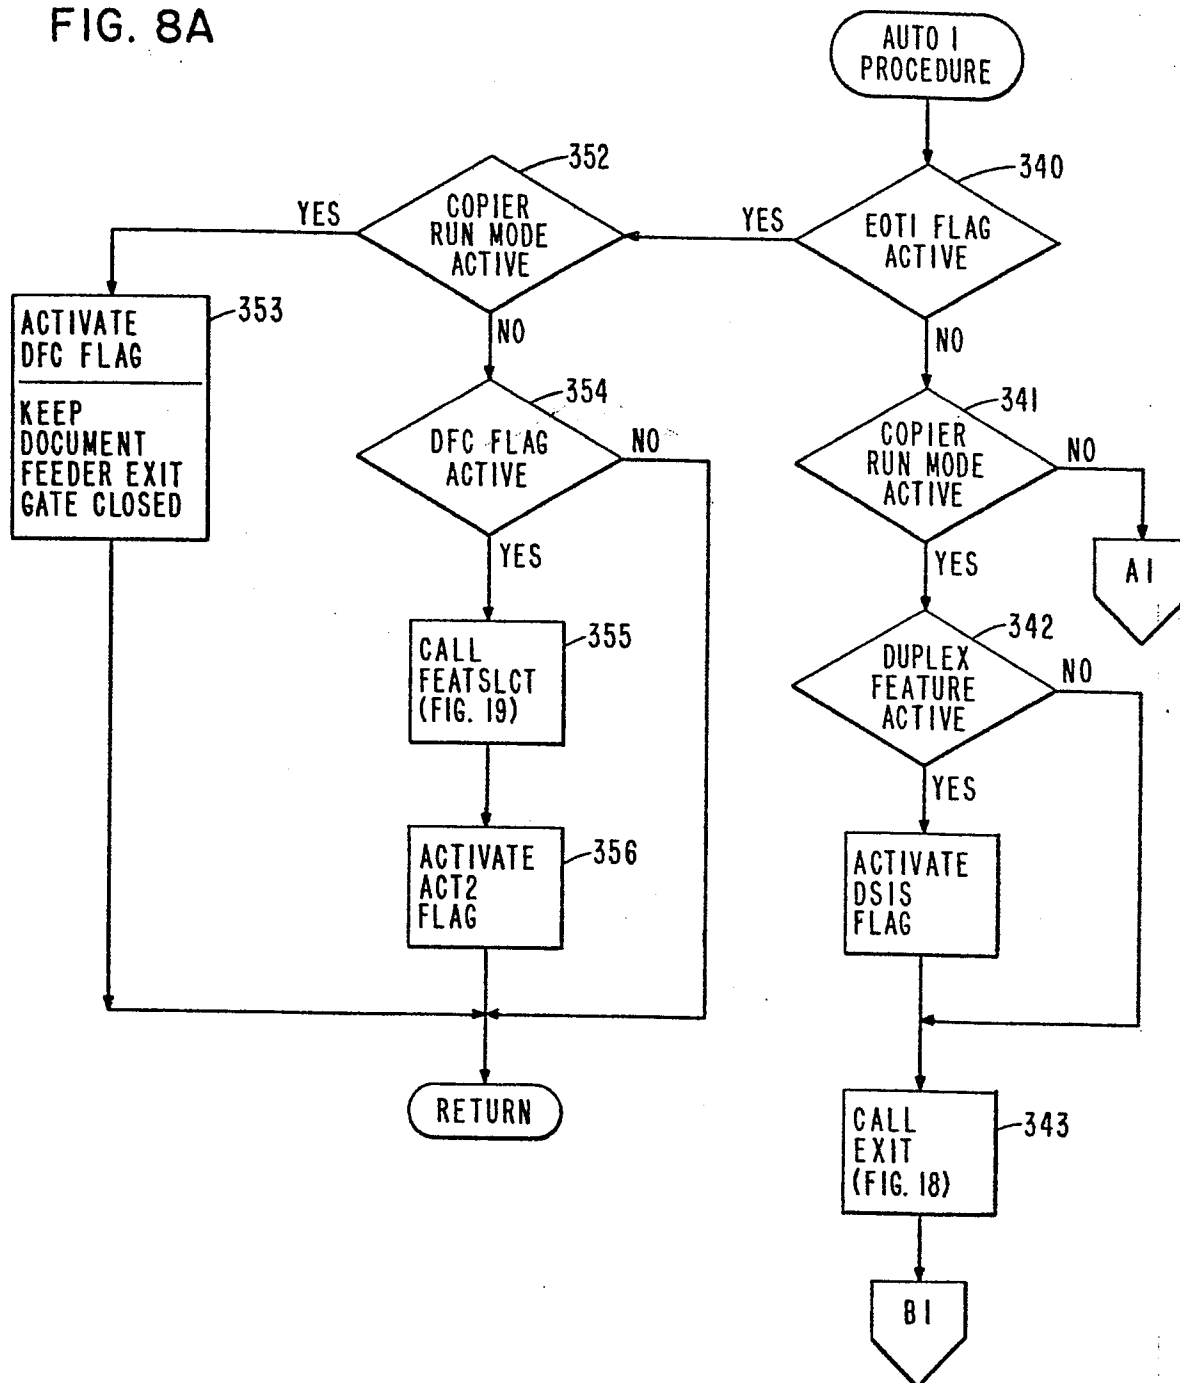 FIG. 8A
AUTO 1
PROCEDURE
340
EOTI FLAG
ACTIVE
YES
NO
352
COPIER
RUN MODE
ACTIVE
YES
NO
353
ACTIVATE
DFC FLAG
KEEP
DOCUMENT
FEEDER EXIT
GATE CLOSED
354
DFC FLAG
ACTIVE
NO
YES
355
CALL
FEATSLCT
(FIG. 19)
356
ACTIVATE
ACT2
FLAG
RETURN
341
COPIER
RUN MODE
ACTIVE
NO
YES
A1
342
DUPLEX
FEATURE
ACTIVE
NO
YES
ACTIVATE
DSIS
FLAG
343
CALL
EXIT
(FIG. 18)
B1